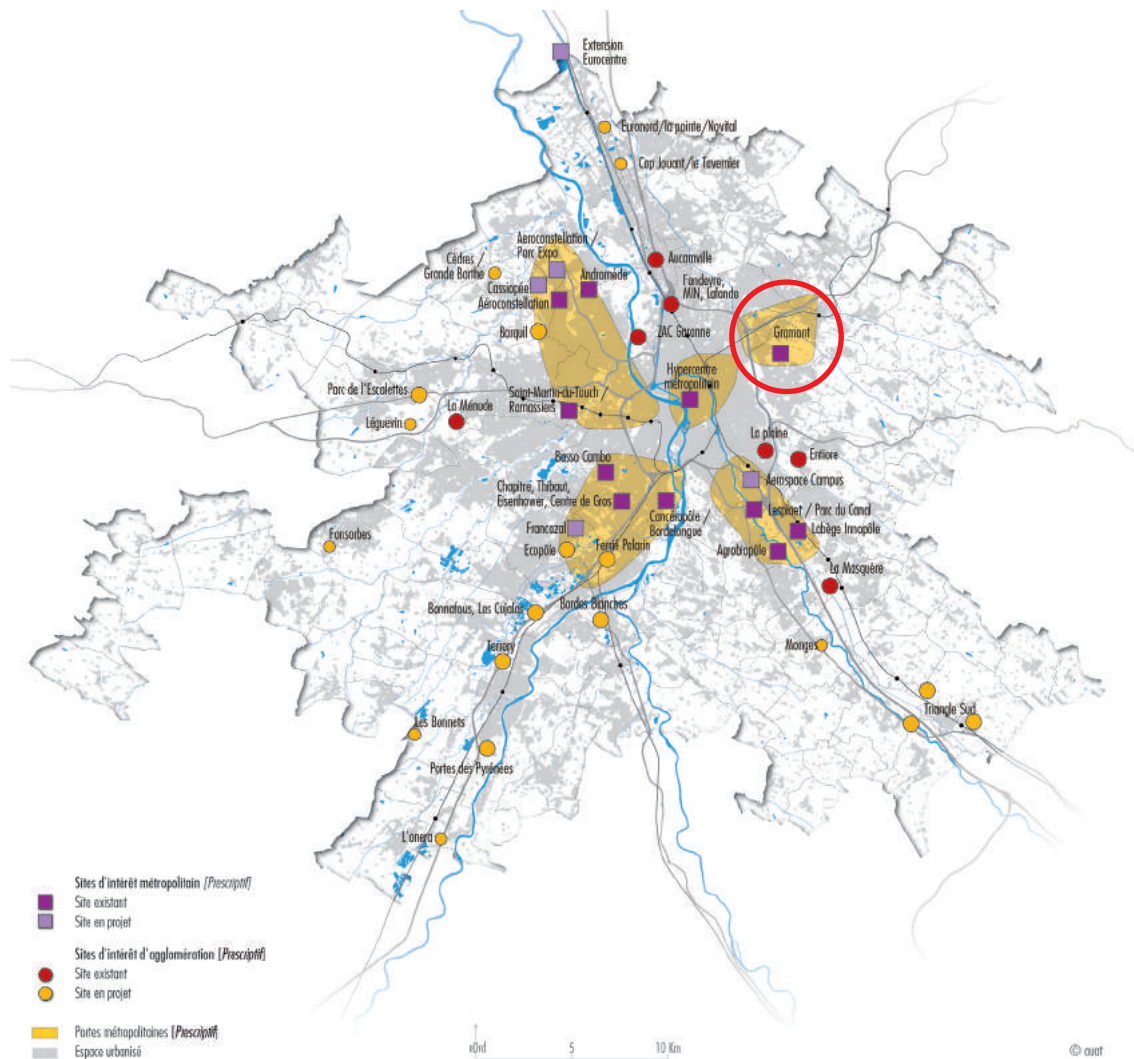 Extension
Eurocentre
Euronord/la pointe/Novital
Cap Jouant/le Tavernier
Aeroconstellation /
Parc Expo
Cèdres /
Grande Barthe
Andromède
Aucamville
Cassiopée
Aéroconstellation
Fondeyre,
MIN, Lalande
Gramont
Barquil
ZAC Garonne
Hypercentre
métropolitain
Parc de l'Escalettes
Saint-Martin-du-Touch /
Ramassiers
La Ménude
Léguevin
La plaine
Entiore
Basso Cambo
Aerospace Campus
Chapitre, Thibaut,
Eisenhower, Centre de Gros
Cancéropôle /
Bordelongue
Lespinet / Parc du Canal
Labège Innopôle
Francazal
Fonsorbes
Ecopôle
Ferrié Palarin
Agrobiopôle
La Masquère
Bonnafous, Les Cujalas
Bordes Blanches
Monges
Terrery
Triangle Sud
Les Bonnets
Portes des Pyrénées
L'onera
Sites d'intérêt métropolitain [Prescriptif]
Site existant
Site en projet
Sites d'intérêt d'agglomération [Prescriptif]
Site existant
Site en projet
Portes métropolitaines [Prescriptif]
Espace urbanisé
5
10 Km
© auat